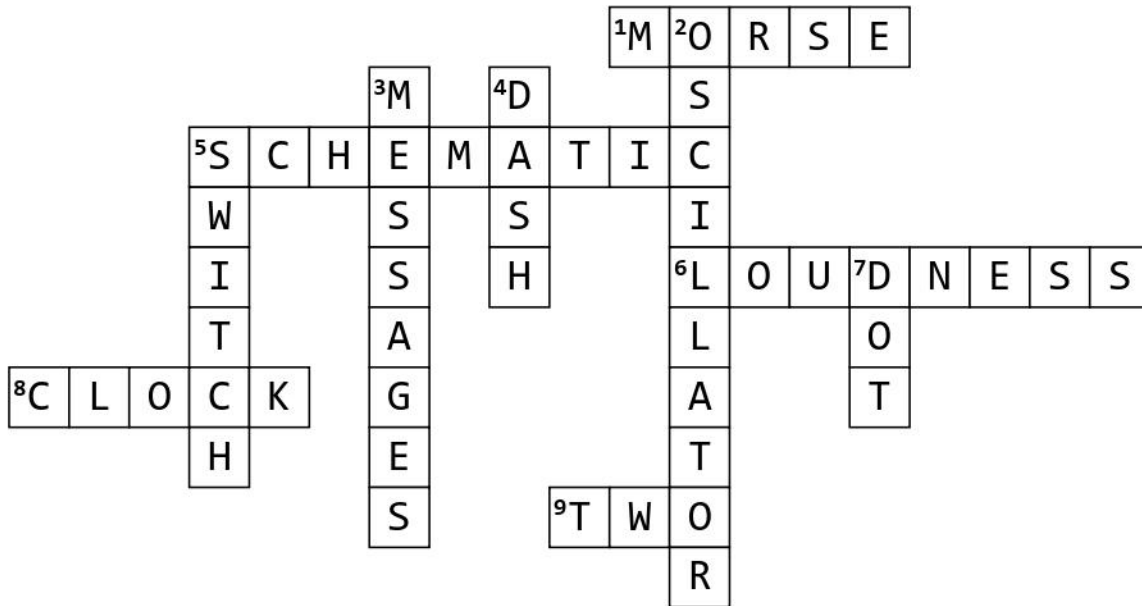 1M 2O R S E
3M 4D S
5S C H E M A T I C
W S S I
I S H 6L O U 7D N E S S
T A L O
8C L O C K G A T
H E T
S 9T W O
R